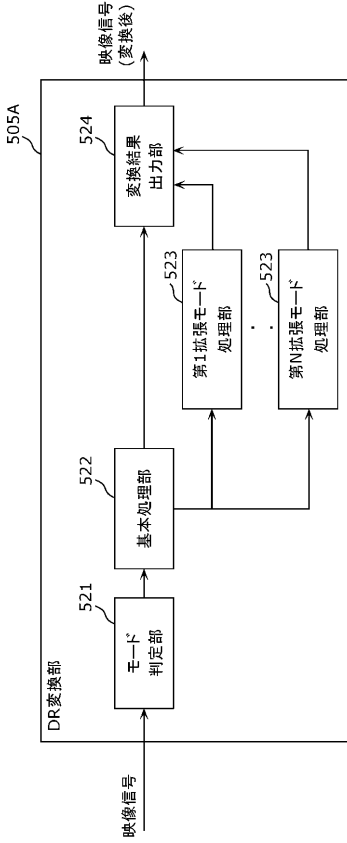 505A
DR変換部
映像信号
521
モード
判定部
522
基本処理部
523
第1拡張モード
処理部
・・
523
第N拡張モード
処理部
524
変換結果
出力部
映像信号
(変換後)